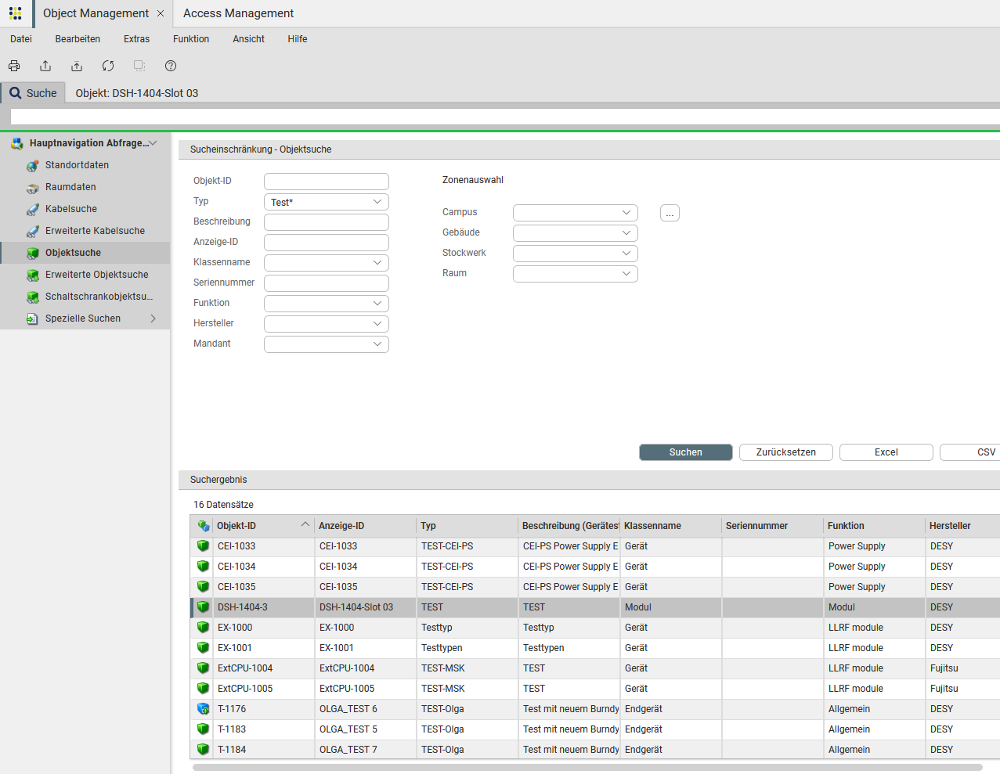 Object Management
Access Management
Datei Bearbeiten Extras Funktion Ansicht Hilfe
Suche
Objekt: DSH-1404-Slot 03
Hauptnavigation Abfrage...
Standortdaten
Raumdaten
Kabelsuche
Erweiterte Kabelsuche
Objektsuche
Erweiterte Objektsuche
Schaltschrankobjektsu...
Spezielle Suchen
Sucheinschränkung - Objektsuche
Objekt-ID
Typ Test*
Beschreibung
Anzeige-ID
Klassenname
Seriennummer
Funktion
Hersteller
Mandant
Zonenauswahl
Campus ...
Gebäude
Stockwerk
Raum
Suchen Zurücksetzen Excel CSV
Suchergebnis
16 Datensätze
Objekt-ID Anzeige-ID Typ Beschreibung (Gerätest Klassenname Seriennummer Funktion Hersteller
CEI-1033 CEI-1033 TEST-CEI-PS CEI-PS Power Supply E Gerät Power Supply DESY
CEI-1034 CEI-1034 TEST-CEI-PS CEI-PS Power Supply E Gerät Power Supply DESY
CEI-1035 CEI-1035 TEST-CEI-PS CEI-PS Power Supply E Gerät Power Supply DESY
DSH-1404-3 DSH-1404-Slot 03 TEST TEST Modul Modul DESY
EX-1000 EX-1000 Testtyp Testtyp Gerät LLRF module DESY
EX-1001 EX-1001 Testtypen Testtypen Gerät LLRF module DESY
ExtCPU-1004 ExtCPU-1004 TEST-MSK TEST Gerät LLRF module Fujitsu
ExtCPU-1005 ExtCPU-1005 TEST-MSK TEST Gerät LLRF module Fujitsu
T-1176 OLGA_TEST 6 TEST-Olga Test mit neuem Burndy Endgerät Allgemein DESY
T-1183 OLGA_TEST 5 TEST-Olga Test mit neuem Burndy Endgerät Allgemein DESY
T-1184 OLGA_TEST 7 TEST-Olga Test mit neuem Burndy Endgerät Allgemein DESY